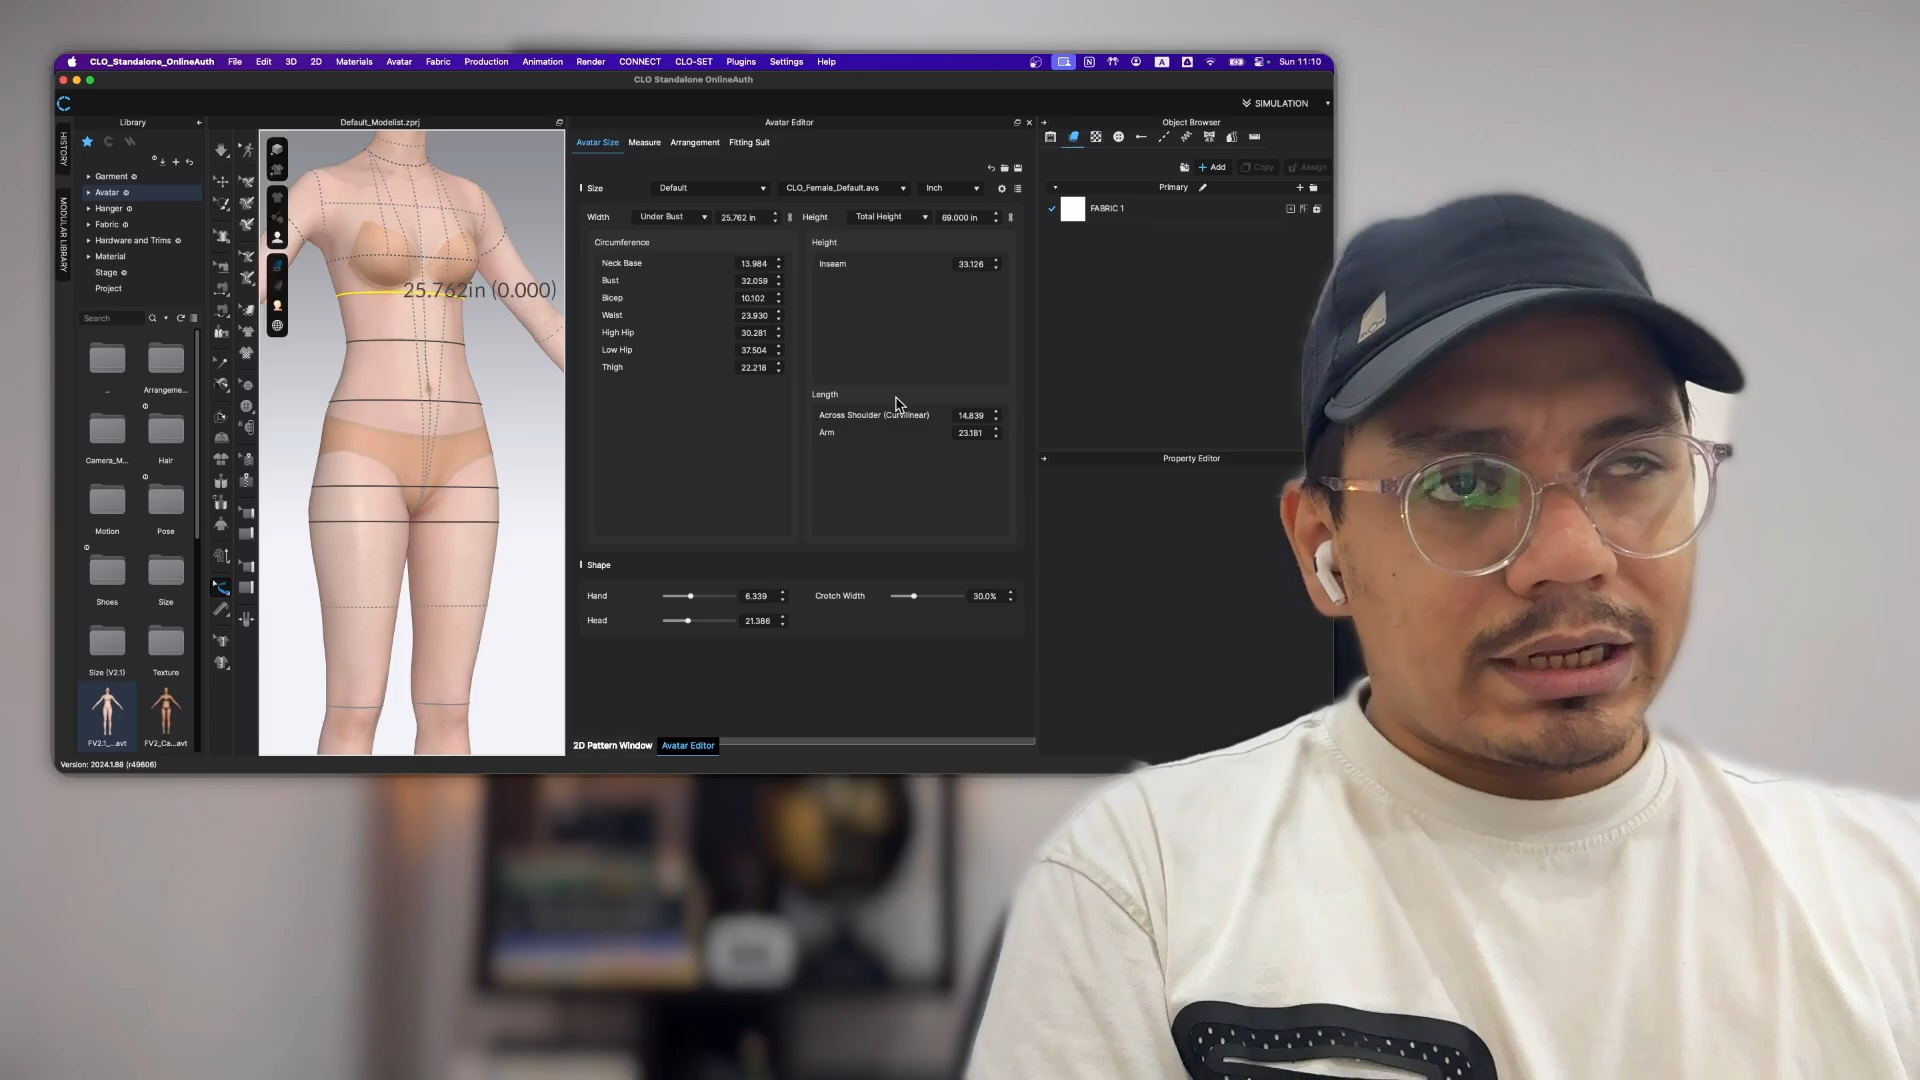 CLO_Standalone_OnlineAuth File Edit 3D 2D Materials Avatar Fabric Production Animation Render CONNECT CLO-SET Plugins Settings Help Sun 11:10
CLO Standalone OnlineAuth
SIMULATION
Library
Default_Modelist.zprj
Avatar Editor
Object Browser
HISTORY
MODULAR LIBRARY
Garment
Avatar
Hanger
Fabric
Hardware and Trims
Material
Stage
Project
Search
..
Arrangeme...
Camera_M...
Hair
Motion
Pose
Shoes
Size
Size (V2.1)
Texture
FV2.1_...avt
FV2_Ca...avt
25.762in (0.000)
Avatar Size Measure Arrangement Fitting Suit
Size Default CLO_Female_Default.avs Inch
Width Under Bust 25.762 in Height Total Height 69.000 in
Circumference
Neck Base 13.984
Bust 32.059
Bicep 10.102
Waist 23.930
High Hip 30.281
Low Hip 37.504
Thigh 22.218
Height
Inseam 33.126
Length
Across Shoulder (Curvilinear) 14.839
Arm 23.181
Shape
Hand 6.339 Crotch Width 30.0%
Head 21.386
2D Pattern Window Avatar Editor
Add Copy Assign
Primary
FABRIC 1
Property Editor
Version: 2024.1.88 (r49606)